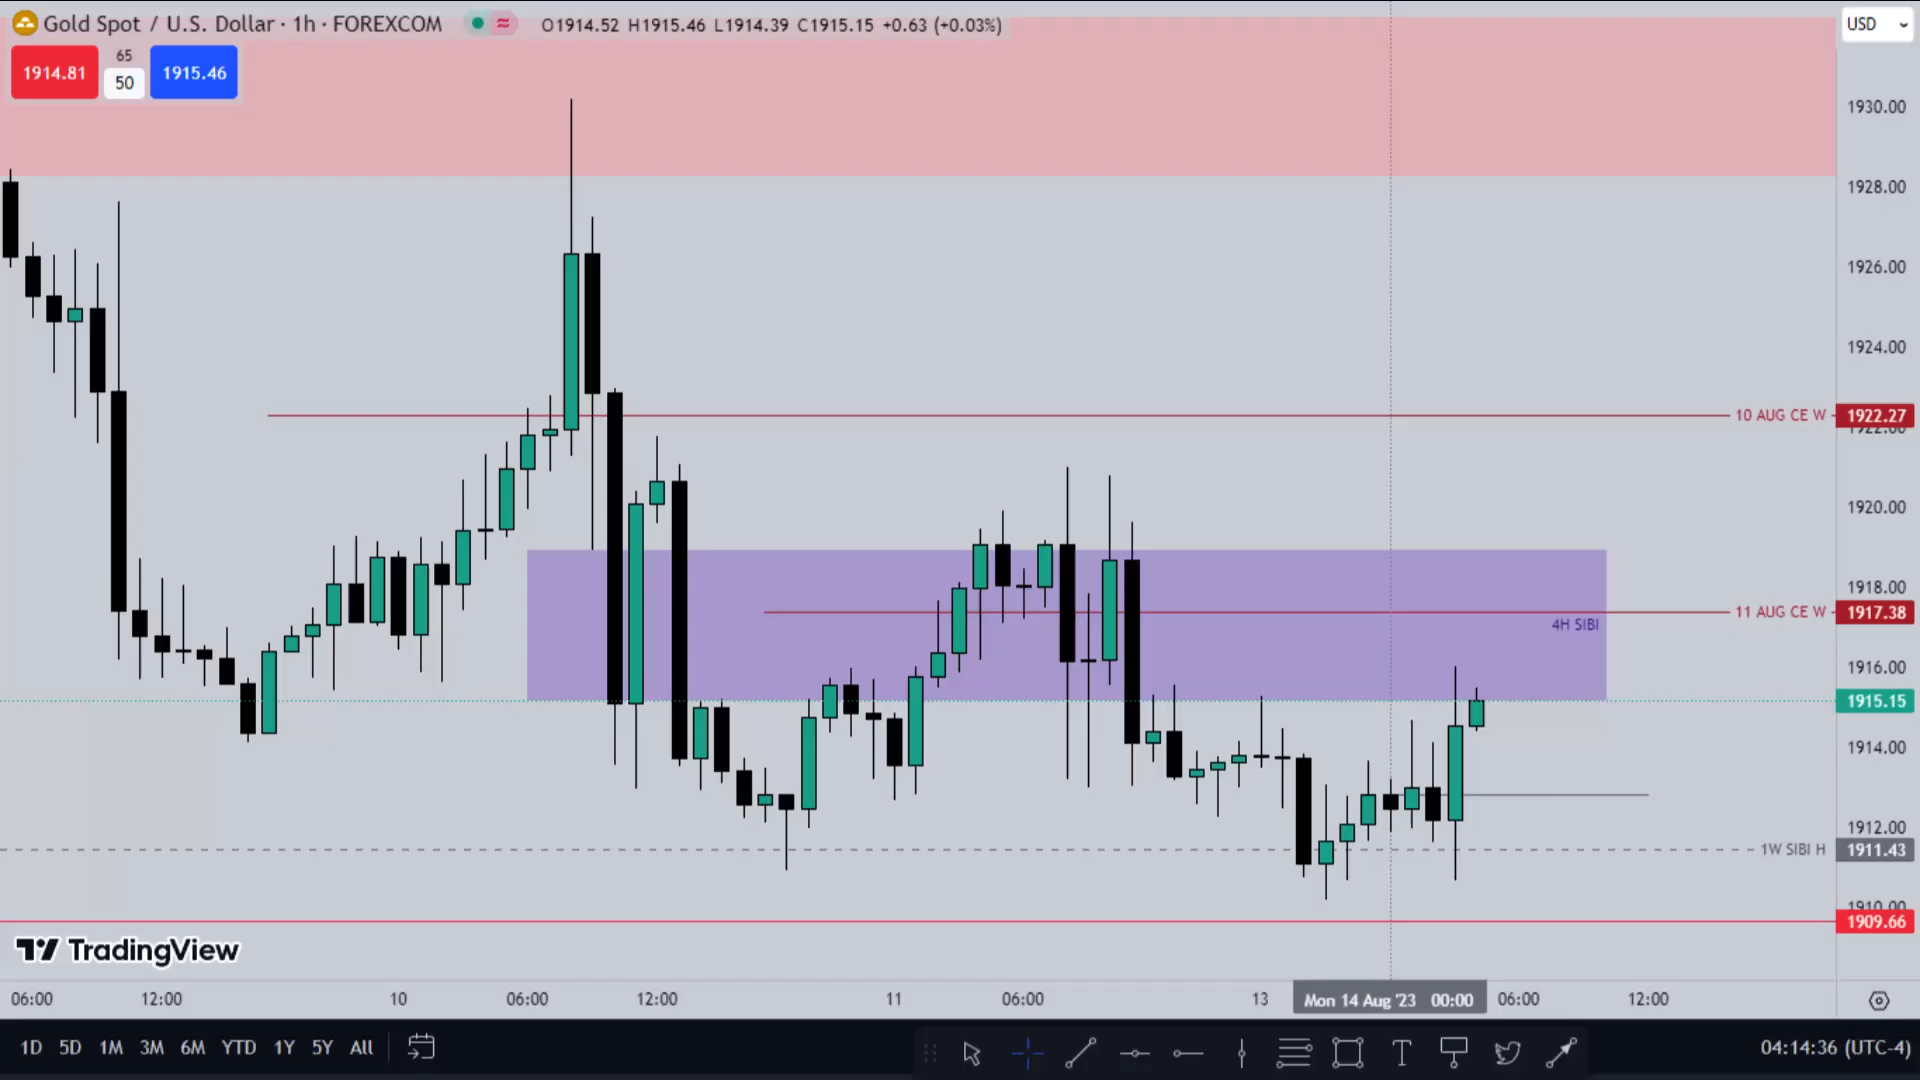 Gold Spot / U.S. Dollar · 1h · FOREXCOM
O1914.52 H1915.46 L1914.39 C1915.15 +0.63 (+0.03%)
USD
1914.81
65
50
1915.46
1930.00
1928.00
1926.00
1924.00
10 AUG CE W
1922.27
1922.00
1920.00
1918.00
11 AUG CE W
1917.38
4H SIBI
1916.00
1915.15
1914.00
1912.00
1W SIBI H
1911.43
1910.00
1909.66
TradingView
06:00
12:00
10
06:00
12:00
11
06:00
13
Mon 14 Aug '23 00:00
06:00
12:00
1D 5D 1M 3M 6M YTD 1Y 5Y All
04:14:36 (UTC-4)